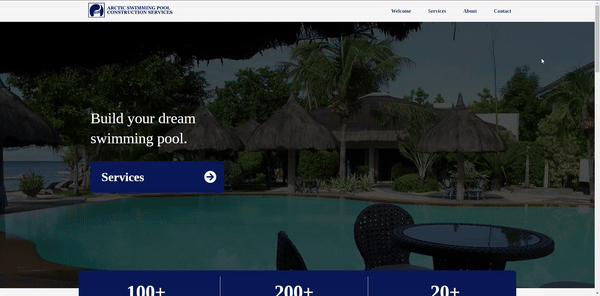 ARCTIC SWIMMING POOL
CONSTRUCTION SERVICES
Welcome Services About Contact
Build your dream
swimming pool.
Services
100+ 200+ 20+